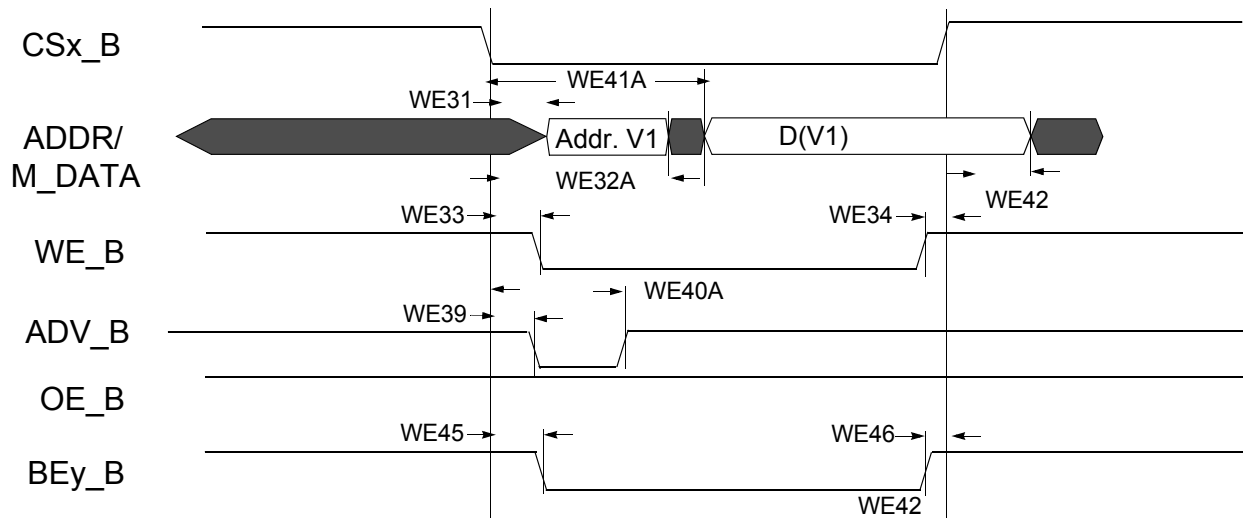 CSx_B
WE41A
WE31
ADDR/
M_DATA
Addr. V1
D(V1)
WE32A
WE42
WE33
WE34
WE_B
WE40A
WE39
ADV_B
OE_B
WE45
WE46
BEy_B
WE42